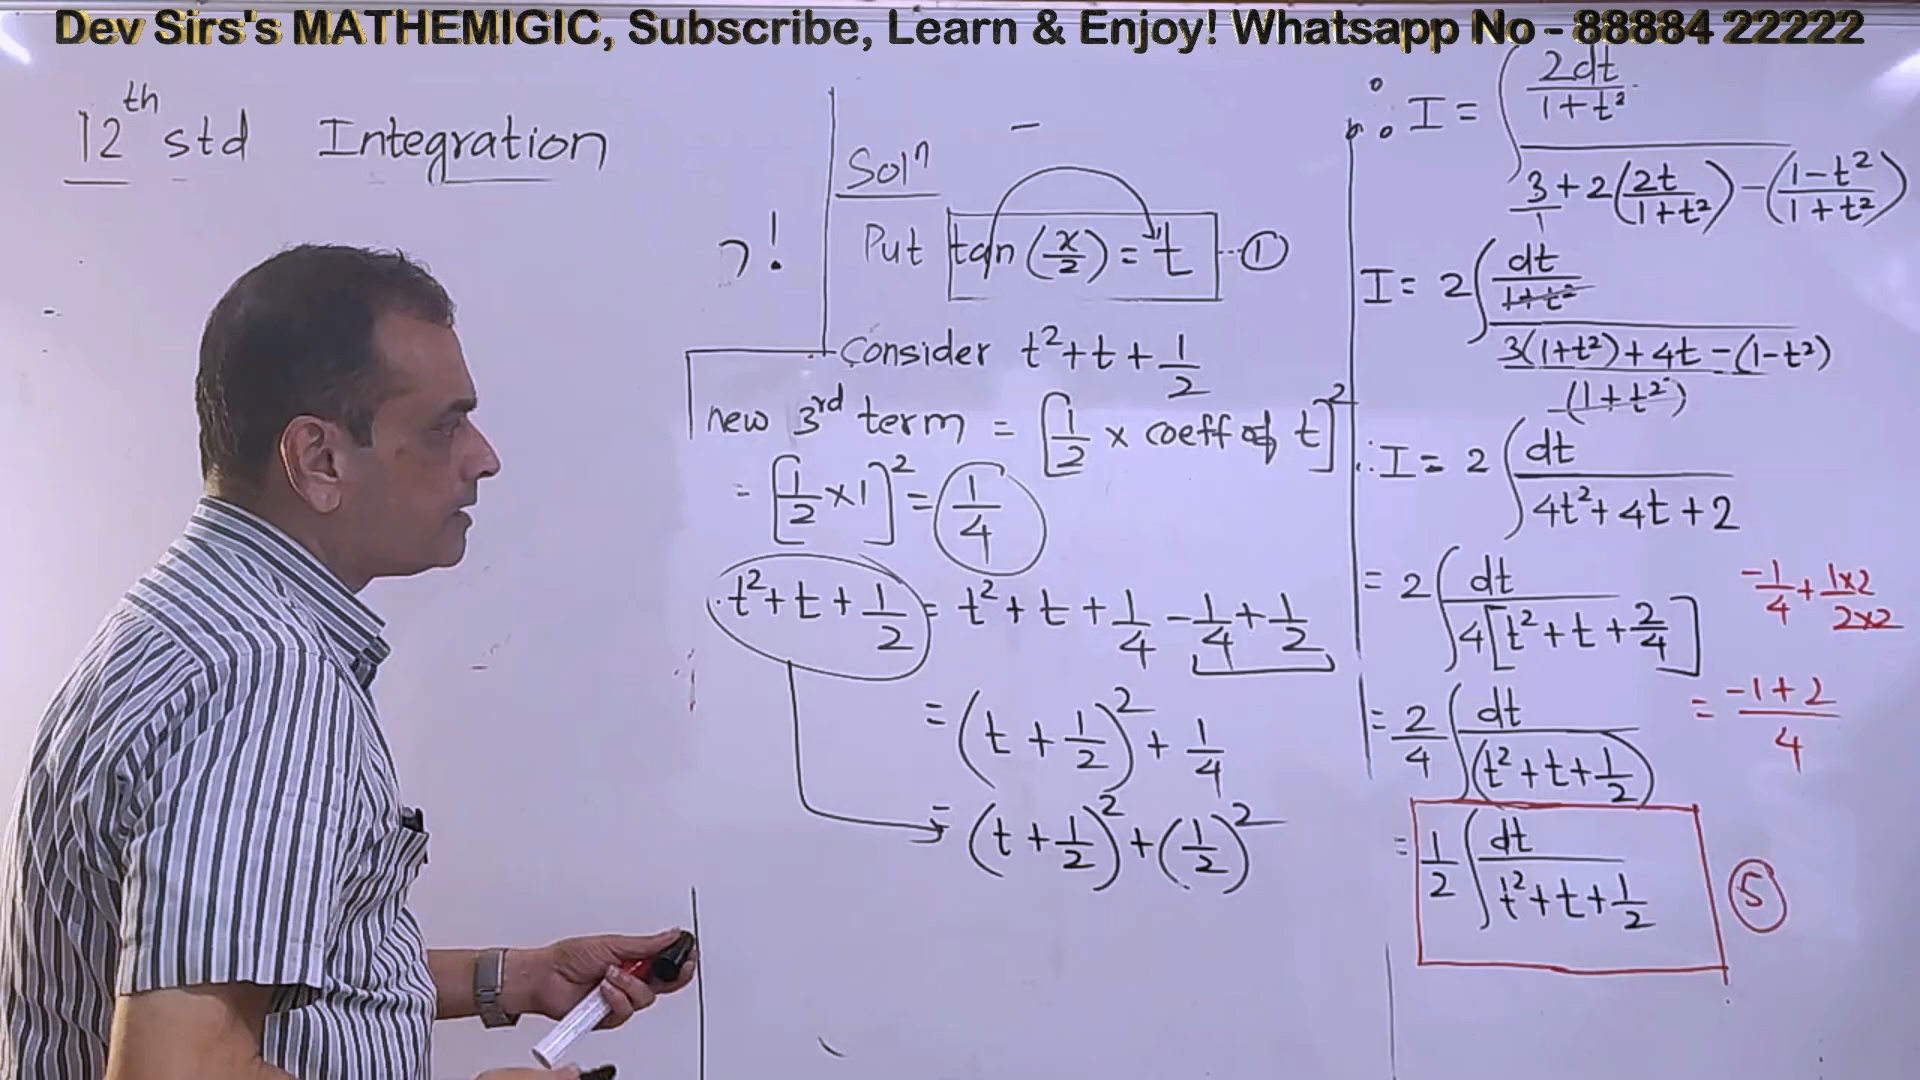 Dev Sirs's MATHEMIGIC, Subscribe, Learn & Enjoy! Whatsapp No - 88884 22222
12th std Integration
Solⁿ
Put tan (x/2) = t -- ①
Consider t² + t + 1/2
new 3rd term = [1/2 × coeff of t]²
= [1/2 × 1]² = 1/4
t² + t + 1/2 = t² + t + 1/4 - 1/4 + 1/2
= (t + 1/2)² + 1/4
= (t + 1/2)² + (1/2)²
∴ I = ∫ (2dt / 1 + t²) / (3/1 + 2(2t / 1 + t²) - (1 - t² / 1 + t²))
I = 2 ∫ (dt / 1 + t²) / (3(1 + t²) + 4t - (1 - t²) / (1 + t²))
∴ I = 2 ∫ dt / 4t² + 4t + 2
= 2 ∫ dt / 4[t² + t + 2/4]
= 2/4 ∫ dt / (t² + t + 1/2)
= 1/2 ∫ dt / t² + t + 1/2 ⑤
-1/4 + 1×2 / 2×2
= -1 + 2 / 4